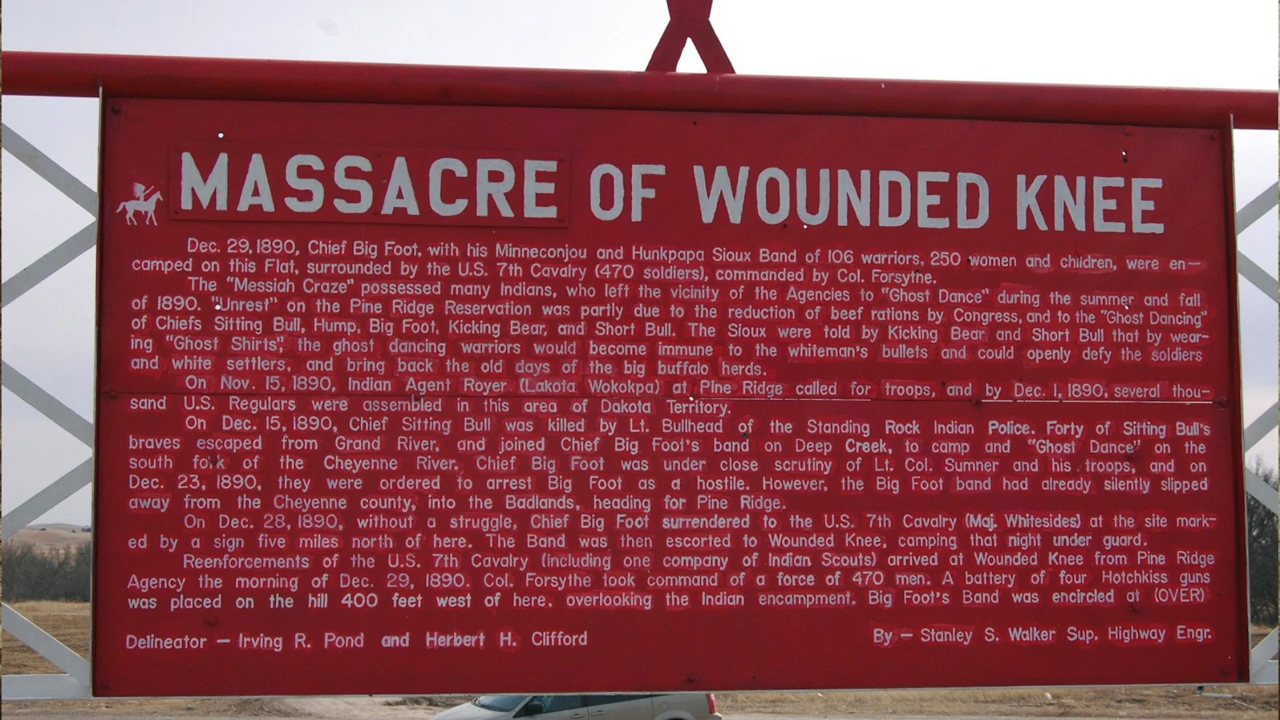 MASSACRE OF WOUNDED KNEE
Dec. 29, 1890, Chief Big Foot, with his Minneconjou and Hunkpapa Sioux Band of 106 warriors, 250 women and children, were en-
camped on this Flat, surrounded by the U.S. 7th Cavalry (470 soldiers), commanded by Col. Forsythe.
The "Messiah Craze" possessed many Indians, who left the vicinity of the Agencies to "Ghost Dance" during the summer and fall
of 1890. "Unrest" on the Pine Ridge Reservation was partly due to the reduction of beef rations by Congress, and to the "Ghost Dancing"
of Chiefs Sitting Bull, Hump, Big Foot, Kicking Bear, and Short Bull. The Sioux were told by Kicking Bear and Short Bull that by wear-
ing "Ghost Shirts", the ghost dancing warriors would become immune to the whiteman's bullets and could openly defy the soldiers
and white settlers, and bring back the old days of the big buffalo herds.
On Nov. 15, 1890, Indian Agent Royer (Lakota Wokokpa) at Pine Ridge called for troops, and by Dec. 1, 1890, several thou-
sand U.S. Regulars were assembled in this area of Dakota Territory.
On Dec. 15, 1890, Chief Sitting Bull was killed by Lt. Bullhead of the Standing Rock Indian Police. Forty of Sitting Bull's
braves escaped from Grand River, and joined Chief Big Foot's band on Deep Creek, to camp and "Ghost Dance" on the
south fork of the Cheyenne River. Chief Big Foot was under close scrutiny of Lt. Col. Sumner and his troops, and on
Dec. 23, 1890, they were ordered to arrest Big Foot as a hostile. However, the Big Foot band had already silently slipped
away from the Cheyenne county, into the Badlands, heading for Pine Ridge.
On Dec. 28, 1890, without a struggle, Chief Big Foot surrendered to the U.S. 7th Cavalry (Maj. Whitesides) at the site mark-
ed by a sign five miles north of here. The Band was then escorted to Wounded Knee, camping that night under guard.
Reenforcements of the U.S. 7th Cavalry (including one company of Indian Scouts) arrived at Wounded Knee from Pine Ridge
Agency the morning of Dec. 29, 1890. Col. Forsythe took command of a force of 470 men. A battery of four Hotchkiss guns
was placed on the hill 400 feet west of here, overlooking the Indian encampment. Big Foot's Band was encircled at (OVER)
Delineator - Irving R. Pond and Herbert H. Clifford
By - Stanley S. Walker Sup. Highway Engr.